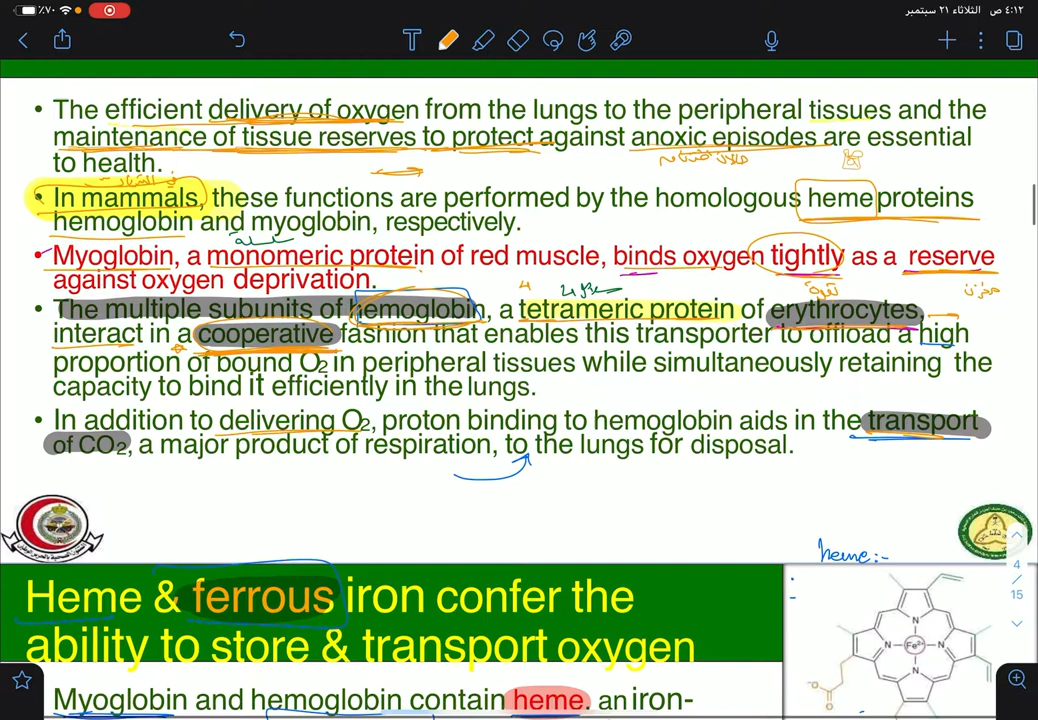 ٪٧٠ ٤:١٢ ص الثلاثاء ٢١ سبتمبر
• The efficient delivery of oxygen from the lungs to the peripheral tissues and the
maintenance of tissue reserves to protect against anoxic episodes are essential
to health.
• In mammals, these functions are performed by the homologous heme proteins
hemoglobin and myoglobin, respectively.
• Myoglobin, a monomeric protein of red muscle, binds oxygen tightly as a reserve
against oxygen deprivation.
• The multiple subunits of hemoglobin, a tetrameric protein of erythrocytes,
interact in a cooperative fashion that enables this transporter to offload a high
proportion of bound O2 in peripheral tissues while simultaneously retaining the
capacity to bind it efficiently in the lungs.
• In addition to delivering O2, proton binding to hemoglobin aids in the transport
of CO2, a major product of respiration, to the lungs for disposal.
heme:-
4
/
15
Heme & ferrous iron confer the
ability to store & transport oxygen
N
N Fe2+ N
N
-O
O
Myoglobin and hemoglobin contain heme, an iron-